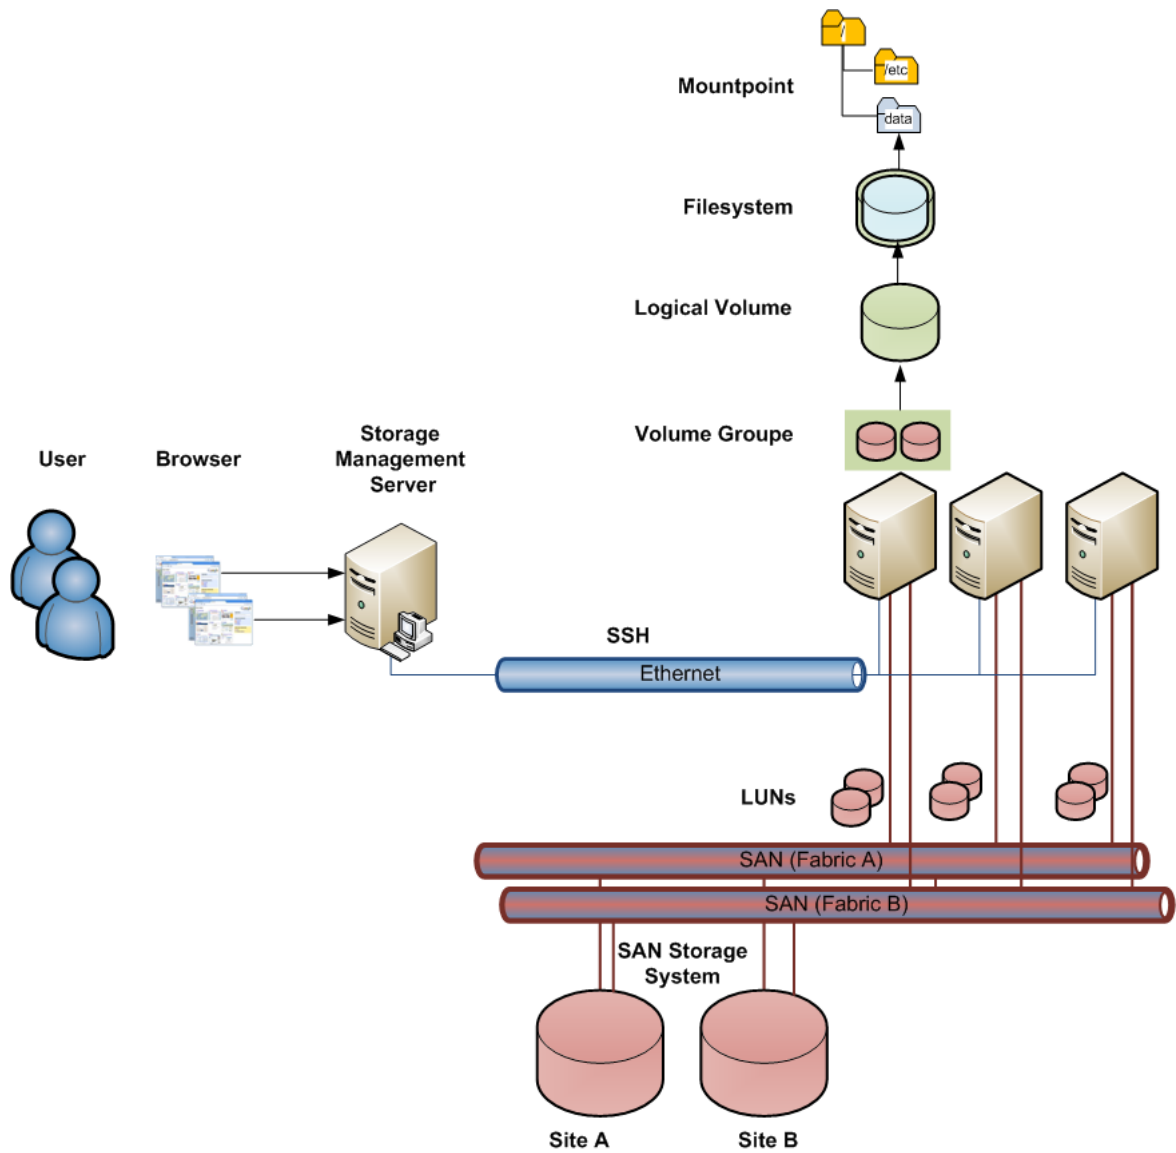 /
/etc
Mountpoint
data
Filesystem
Logical Volume
Volume Groupe
User
Browser
Storage
Management
Server
SSH
Ethernet
LUNs
SAN (Fabric A)
SAN (Fabric B)
SAN Storage
System
Site A
Site B